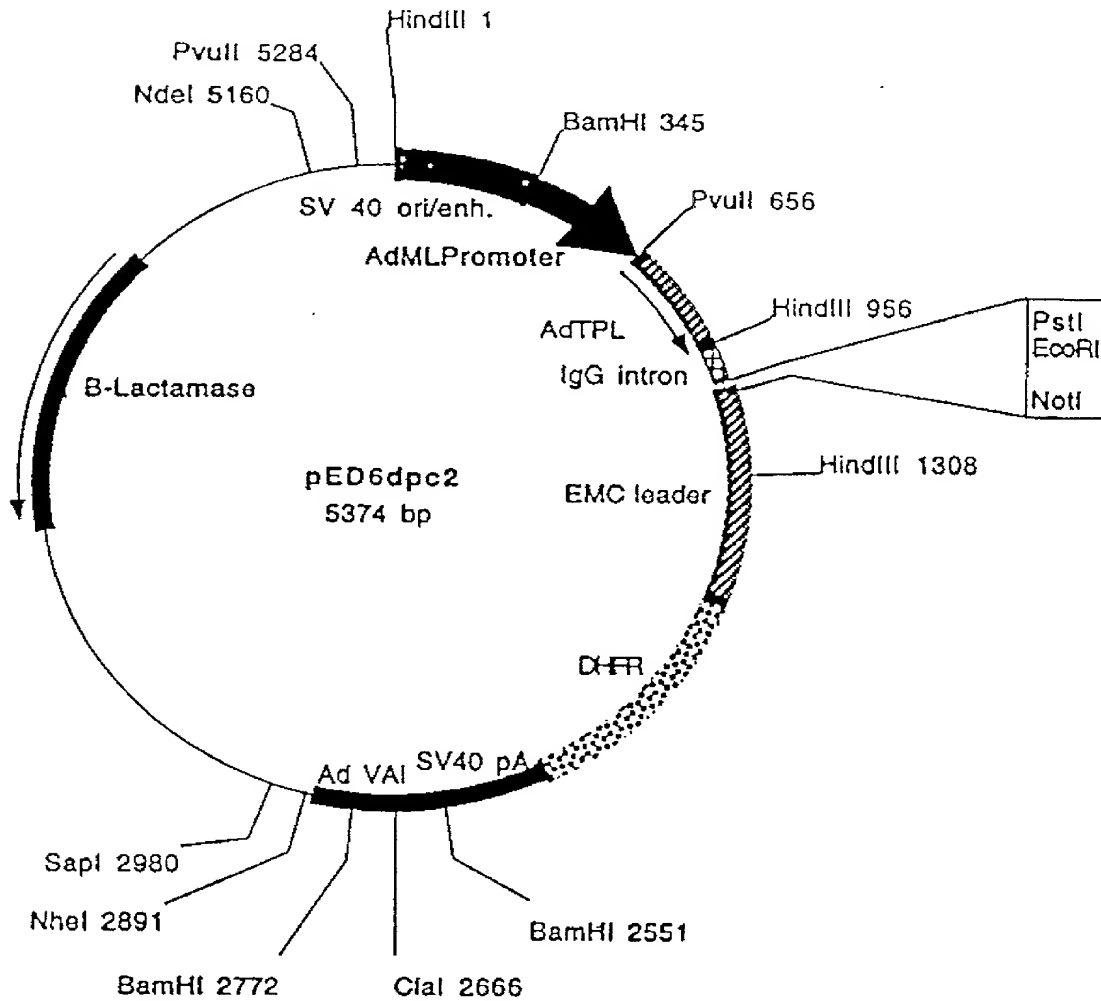 HindIII 1
PvuII 5284
NdeI 5160
BamHI 345
SV 40 ori/enh.
PvuII 656
AdMLPromoter
HindIII 956
AdTPL
PstI
EcoRI
IgG intron
NotI
B-Lactamase
HindIII 1308
pED6dpc2
EMC leader
5374 bp
DHFR
SV40 pA
Ad VAI
SapI 2980
NheI 2891
BamHI 2551
BamHI 2772
ClaI 2666